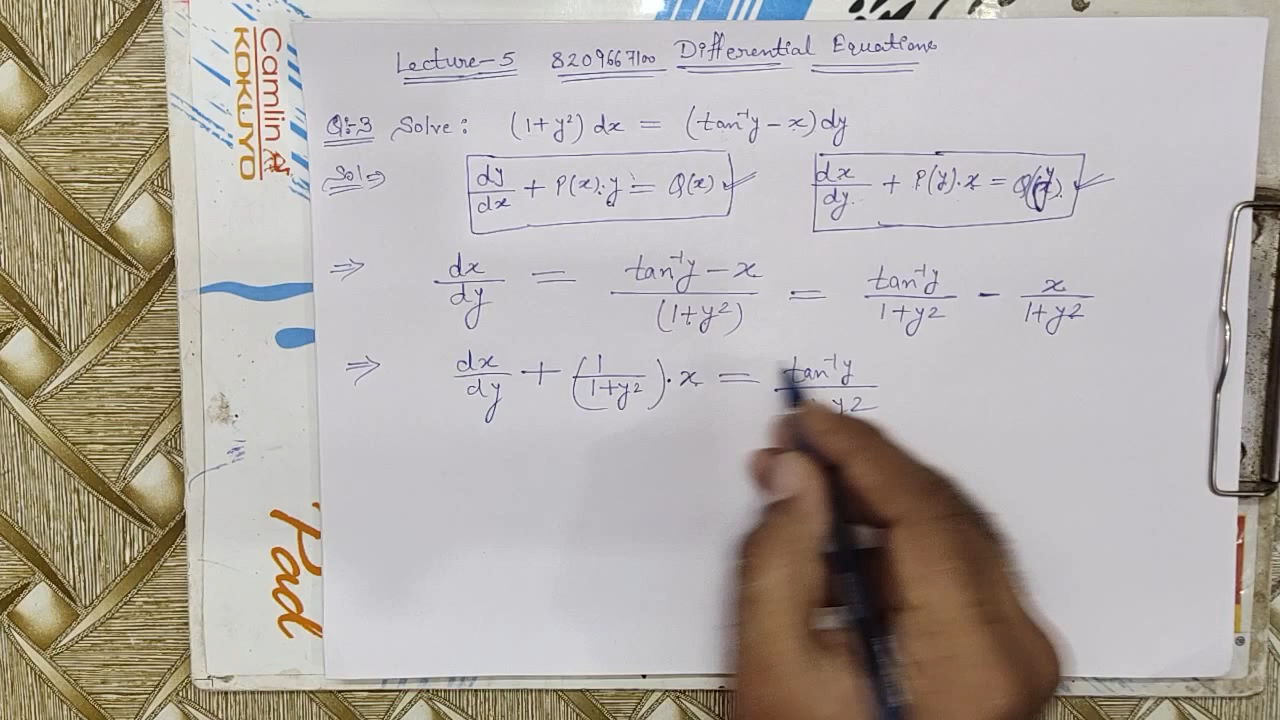 Lecture-5 8209667100 Differential Equations
Q:-3 Solve: (1+y²) dx = (tan⁻¹y - x) dy
Sol⇒ dy/dx + P(x).y = Q(x) dx/dy + P(y).x = Q(y).
⇒ dx/dy = tan⁻¹y - x/(1+y²) = tan⁻¹y/1+y² - x/1+y²
⇒ dx/dy + (1/1+y²).x = tan⁻¹y/
Camlin
KOKUYO
Pad